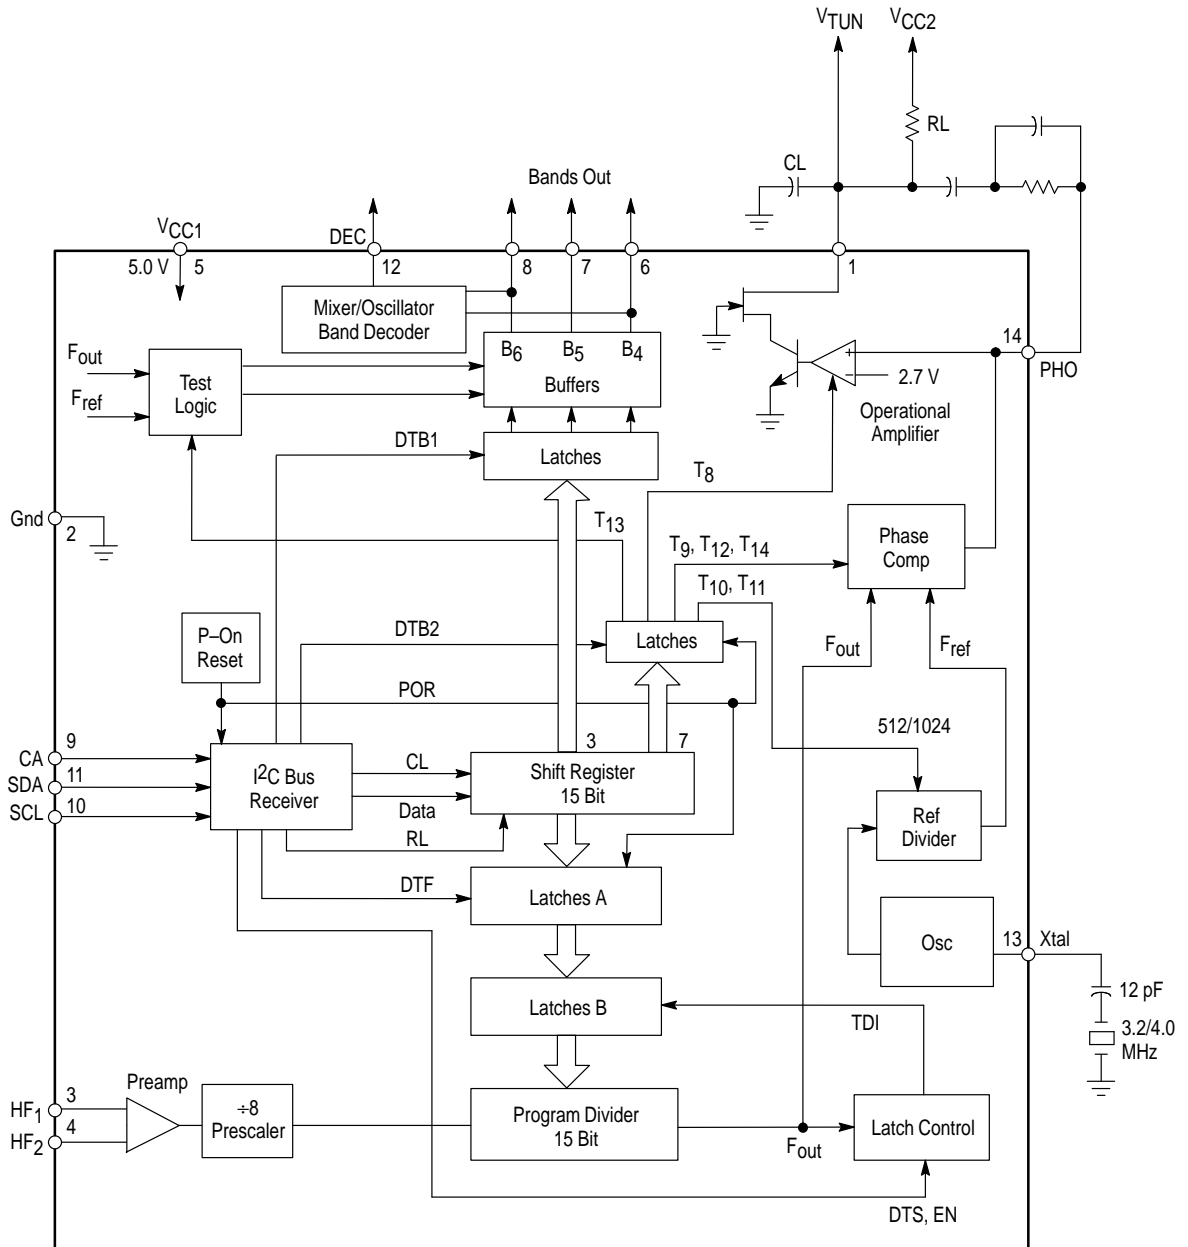 VTUN
VCC2
RL
CL
Bands Out
VCC1
5.0 V
5
DEC
12
8
7
6
1
Mixer/Oscillator
Band Decoder
B6
B5
B4
Buffers
Fout
Fref
Test
Logic
+
–
2.7 V
Operational
Amplifier
14
PHO
DTB1
Latches
T8
Gnd
2
T13
T9, T12, T14
T10, T11
Phase
Comp
P–On
Reset
DTB2
Latches
Fout
Fref
POR
512/1024
CA
9
SDA
11
SCL
10
I2C Bus
Receiver
CL
Data
RL
3
7
Shift Register
15 Bit
Ref
Divider
DTF
Latches A
Osc
13
Xtal
12 pF
3.2/4.0
MHz
Latches B
TDI
HF1
3
HF2
4
Preamp
÷8
Prescaler
Program Divider
15 Bit
Fout
Latch Control
DTS, EN